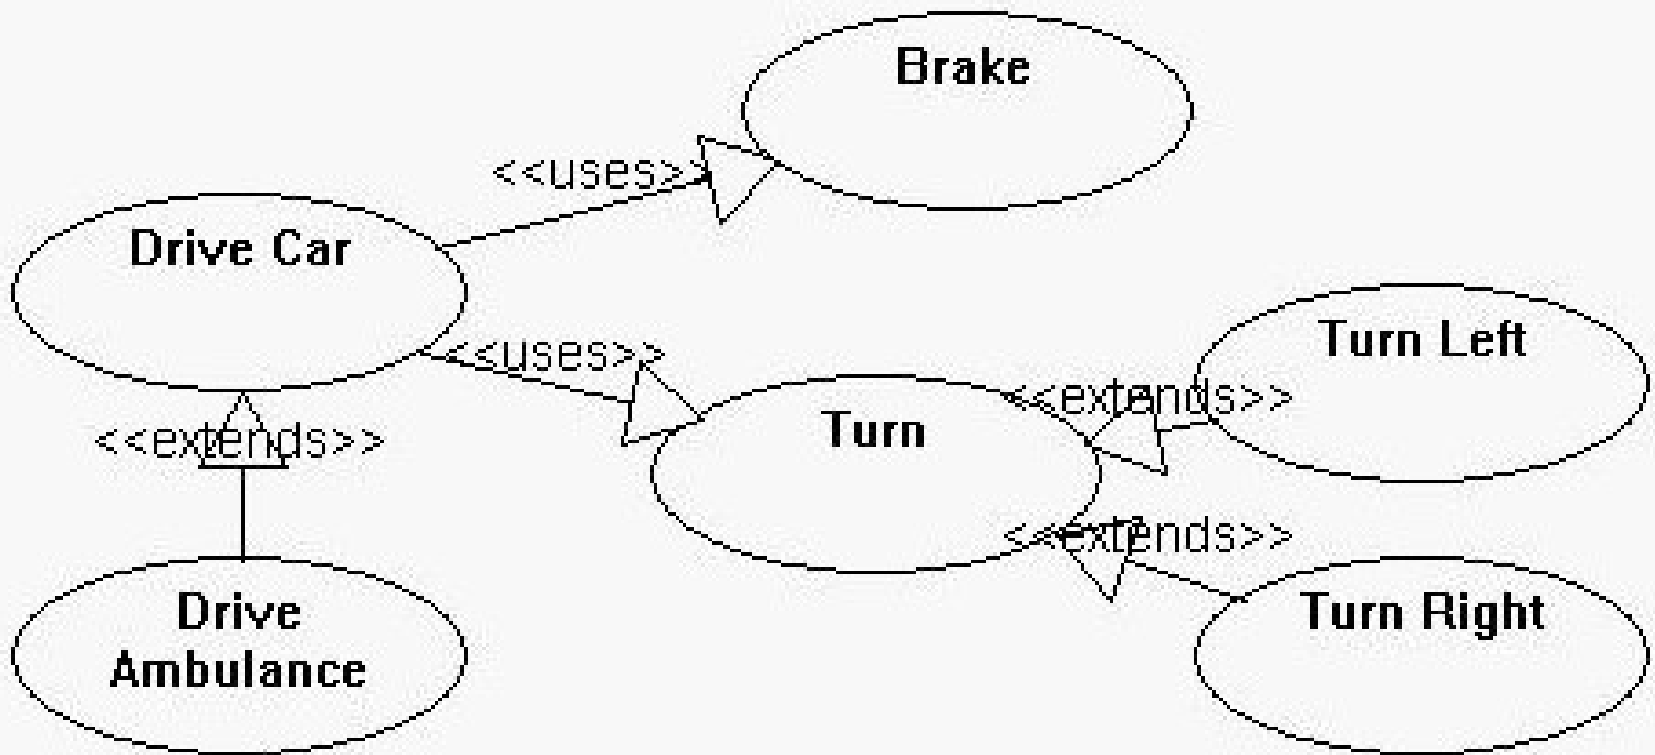 Brake
<<uses>>
Drive Car
Turn Left
<<uses>>
<<extends>>
Turn
<<extends>>
<<extends>>
Drive
Ambulance
Turn Right